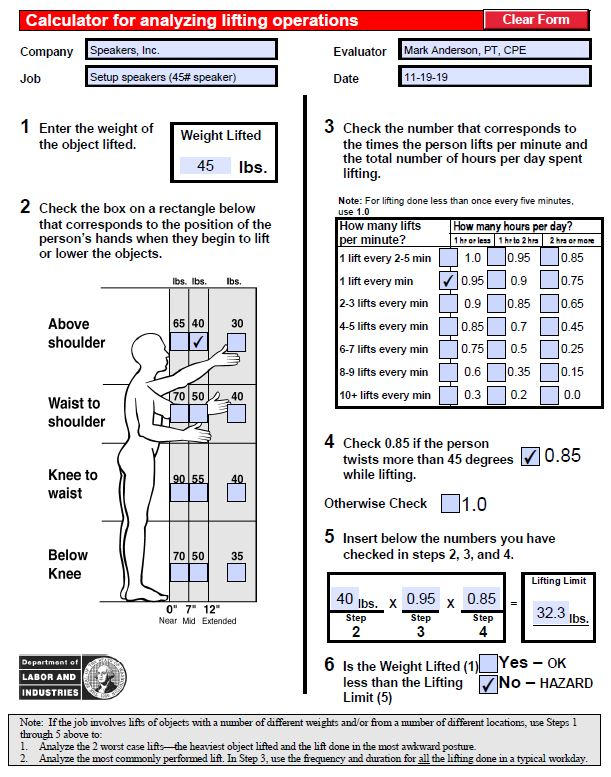 Calculator for analyzing lifting operations
Clear Form
Company Speakers, Inc.
Job Setup speakers (45# speaker)
Evaluator Mark Anderson, PT, CPE
Date 11-19-19
1 Enter the weight of
the object lifted.
Weight Lifted
45 lbs.
2 Check the box on a rectangle below
that corresponds to the position of the
person's hands when they begin to lift
or lower the objects.
lbs. lbs. lbs.
Above
shoulder
65 40 30
Waist to
shoulder
70 50 40
Knee to
waist
90 55 40
Below
Knee
70 50 35
0" 7" 12"
Near Mid Extended
Department of
LABOR AND
INDUSTRIES
3 Check the number that corresponds to
the times the person lifts per minute and
the total number of hours per day spent
lifting.
Note: For lifting done less than once every five minutes,
use 1.0
How many lifts
per minute?
How many hours per day?
1 hr or less 1 hr to 2 hrs 2 hrs or more
1 lift every 2-5 min 1.0 0.95 0.85
1 lift every min 0.95 0.9 0.75
2-3 lifts every min 0.9 0.85 0.65
4-5 lifts every min 0.85 0.7 0.45
6-7 lifts every min 0.75 0.5 0.25
8-9 lifts every min 0.6 0.35 0.15
10+ lifts every min 0.3 0.2 0.0
4 Check 0.85 if the person
twists more than 45 degrees
while lifting.
0.85
Otherwise Check 1.0
5 Insert below the numbers you have
checked in steps 2, 3, and 4.
40 lbs. X 0.95 X 0.85 =
Step Step Step
2 3 4
Lifting Limit
32.3 lbs.
6 Is the Weight Lifted (1)
less than the Lifting
Limit (5)
Yes – OK
No – HAZARD
Note: If the job involves lifts of objects with a number of different weights and/or from a number of different locations, use Steps 1
through 5 above to:
1. Analyze the 2 worst case lifts—the heaviest object lifted and the lift done in the most awkward posture.
2. Analyze the most commonly performed lift. In Step 3, use the frequency and duration for all the lifting done in a typical workday.